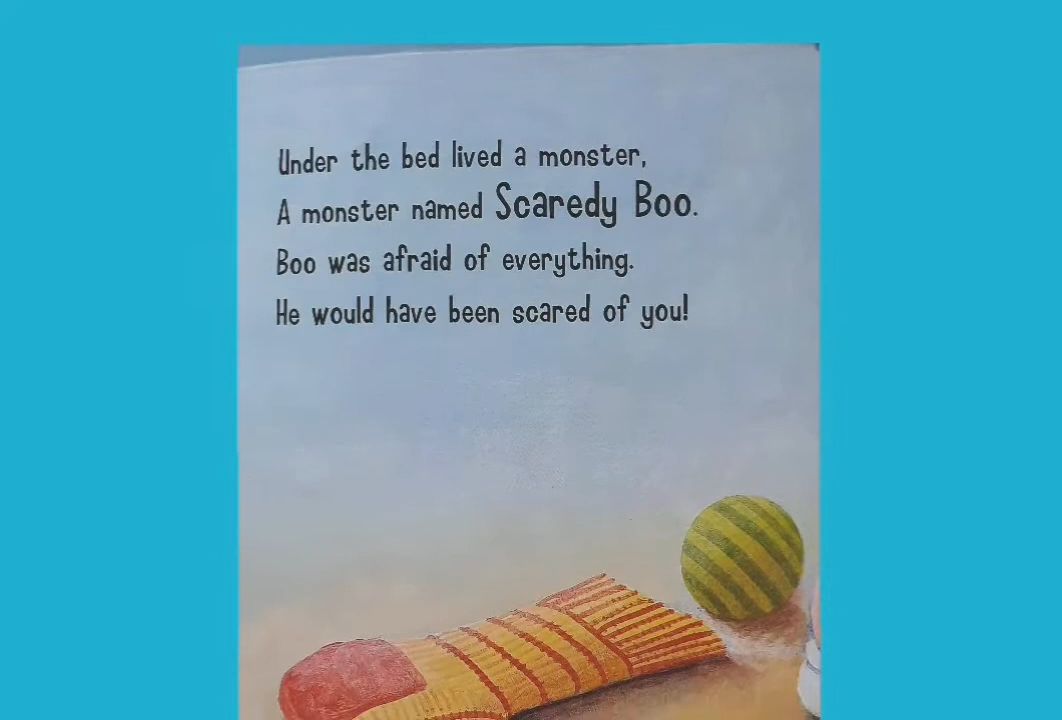 Under the bed lived a monster,
A monster named Scaredy Boo.
Boo was afraid of everything.
He would have been scared of you!